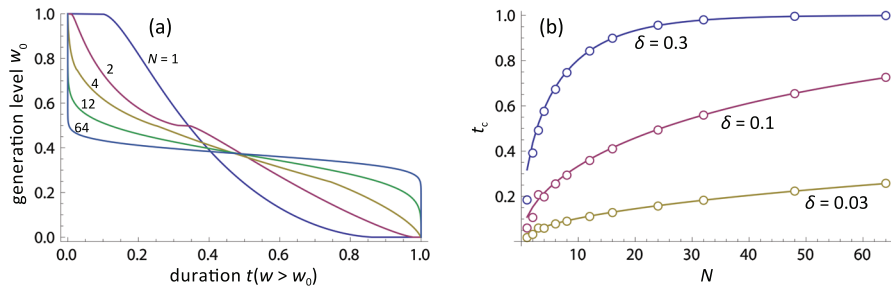 (a)
generation level w₀
1.0
0.8
0.6
0.4
0.2
0.0
N = 1
2
4
12
64
0.0 0.2 0.4 0.6 0.8 1.0
duration t(w > w₀)
(b)
t_c
1.0
0.8
0.6
0.4
0.2
δ = 0.3
δ = 0.1
δ = 0.03
0 10 20 30 40 50 60
N